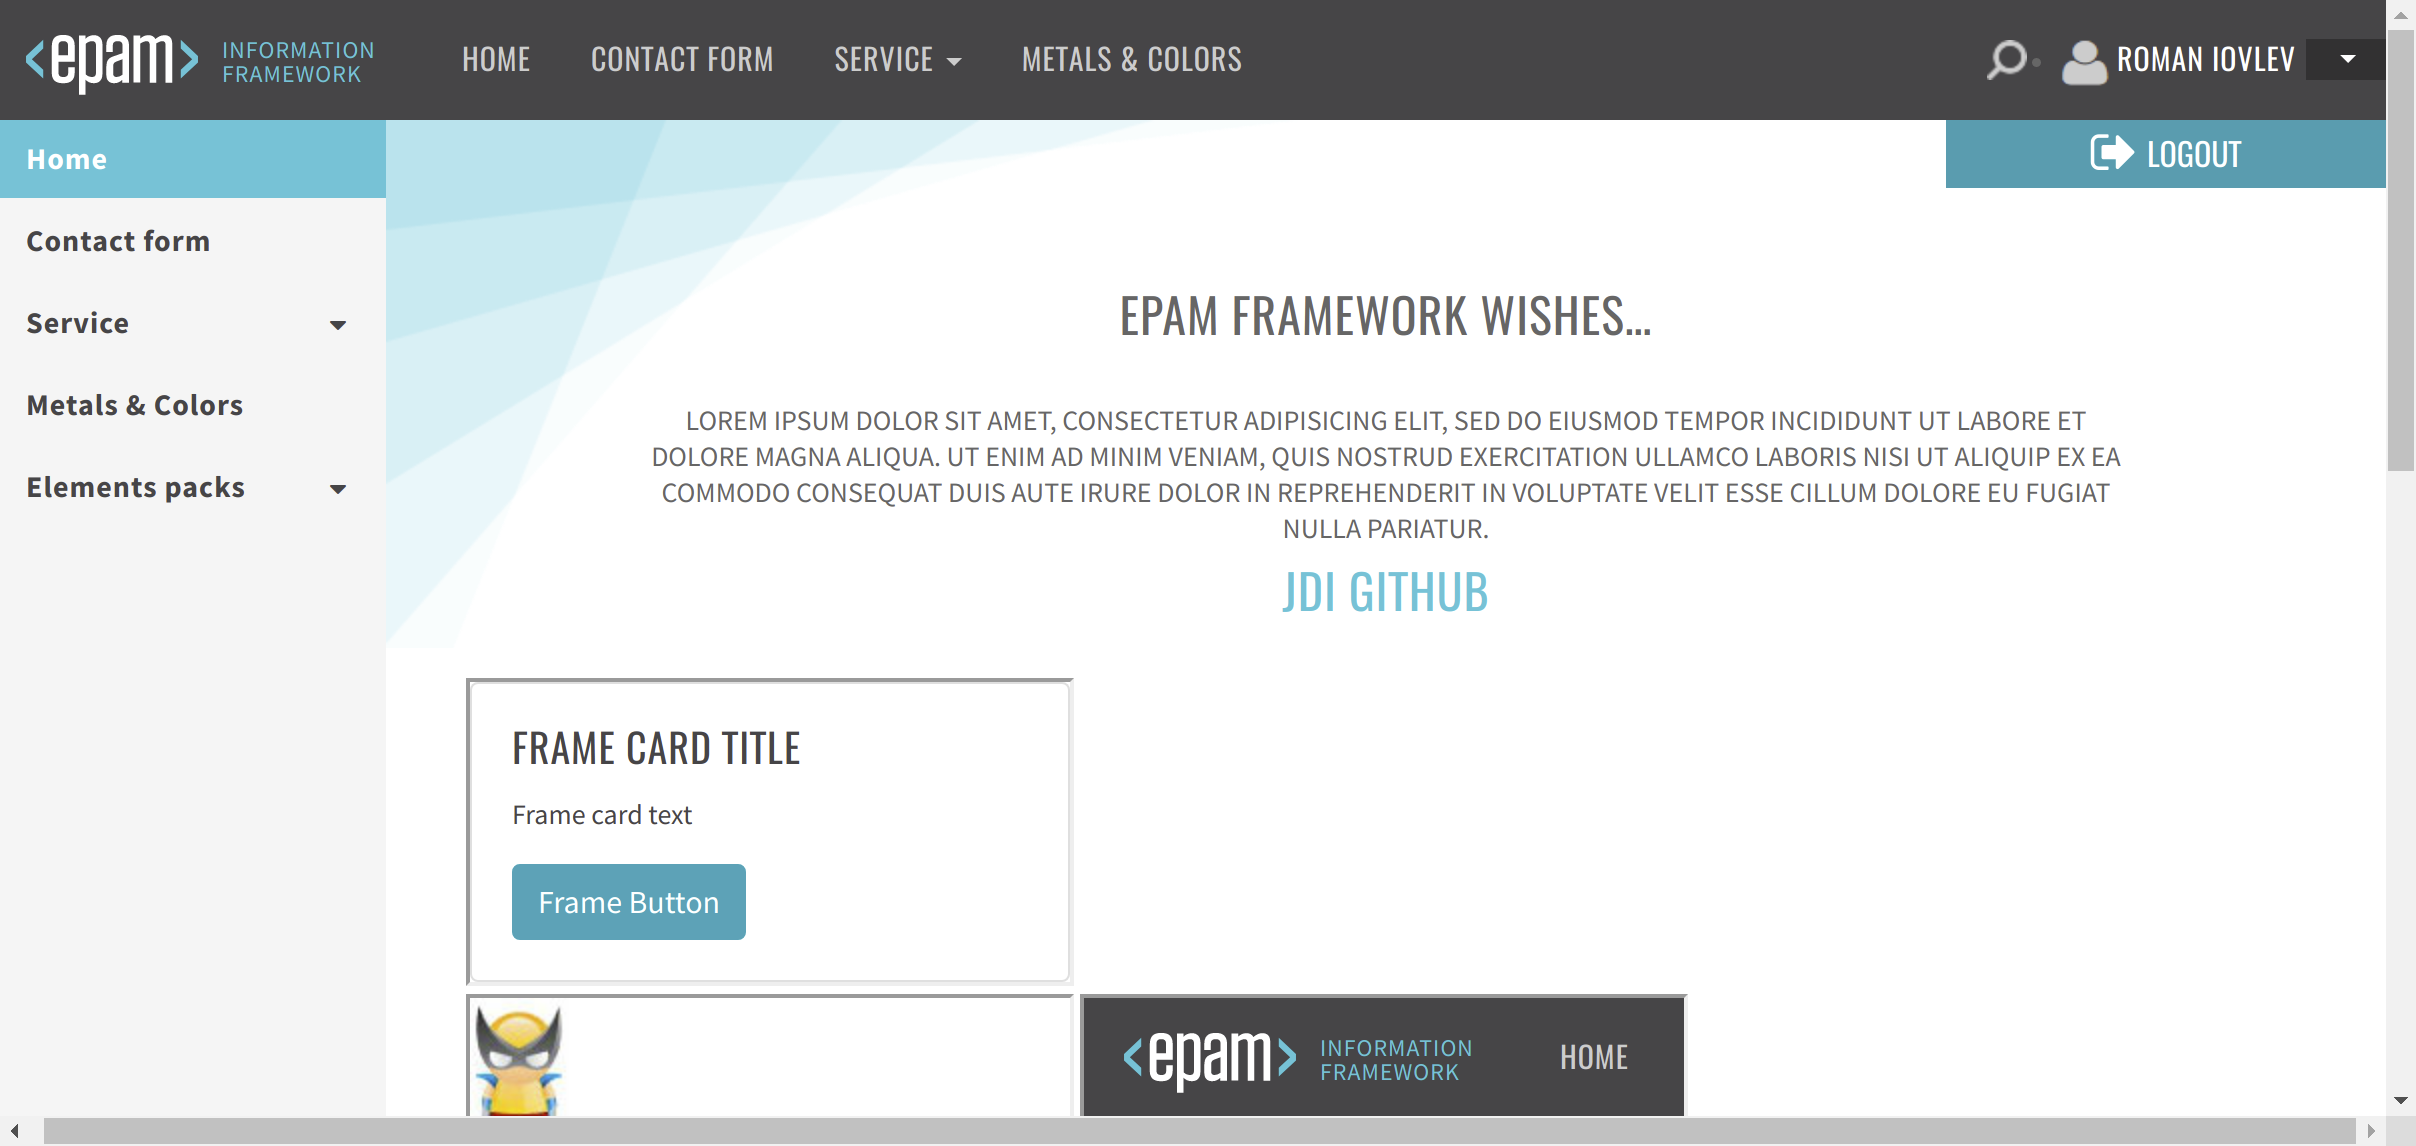 <epam> INFORMATION FRAMEWORK
HOME
CONTACT FORM
SERVICE
METALS & COLORS
ROMAN IOVLEV
LOGOUT
Home
Contact form
Service
Metals & Colors
Elements packs
EPAM FRAMEWORK WISHES…
LOREM IPSUM DOLOR SIT AMET, CONSECTETUR ADIPISICING ELIT, SED DO EIUSMOD TEMPOR INCIDIDUNT UT LABORE ET
DOLORE MAGNA ALIQUA. UT ENIM AD MINIM VENIAM, QUIS NOSTRUD EXERCITATION ULLAMCO LABORIS NISI UT ALIQUIP EX EA
COMMODO CONSEQUAT DUIS AUTE IRURE DOLOR IN REPREHENDERIT IN VOLUPTATE VELIT ESSE CILLUM DOLORE EU FUGIAT
NULLA PARIATUR.
JDI GITHUB
FRAME CARD TITLE
Frame card text
Frame Button
<epam> INFORMATION FRAMEWORK
HOME